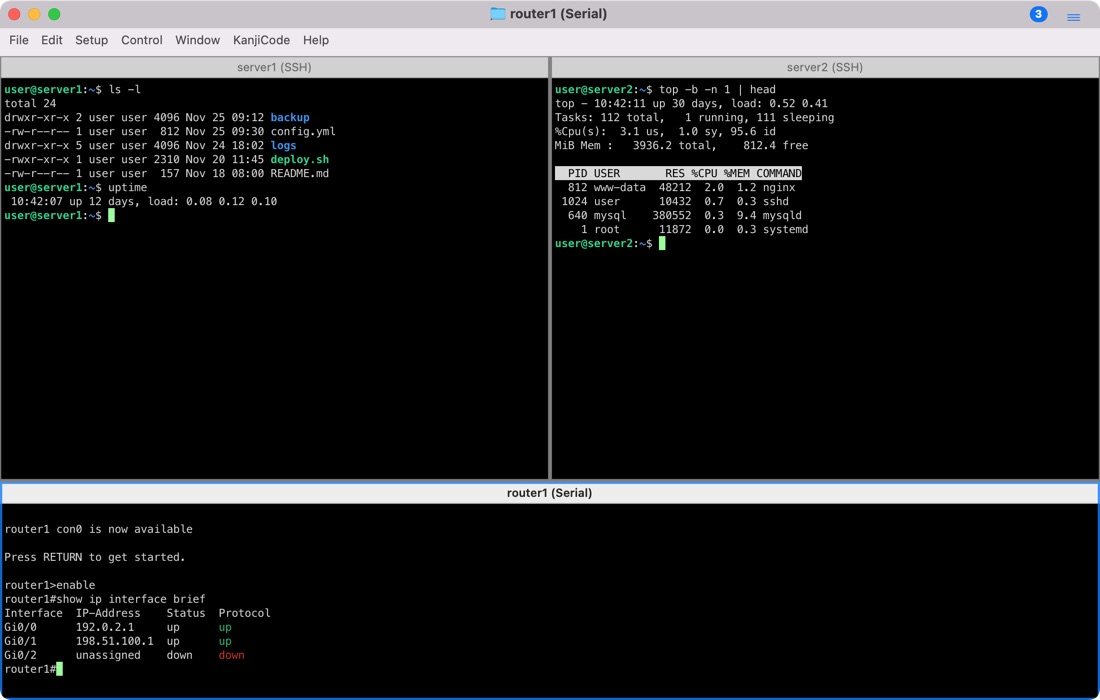 router1 (Serial)
3
File Edit Setup Control Window KanjiCode Help
server1 (SSH)
user@server1:~$ ls -l
total 24
drwxr-xr-x 2 user user 4096 Nov 25 09:12 backup
-rw-r--r-- 1 user user  812 Nov 25 09:30 config.yml
drwxr-xr-x 5 user user 4096 Nov 24 18:02 logs
-rwxr-xr-x 1 user user 2310 Nov 20 11:45 deploy.sh
-rw-r--r-- 1 user user  157 Nov 18 08:00 README.md
user@server1:~$ uptime
 10:42:07 up 12 days, load: 0.08 0.12 0.10
user@server1:~$
server2 (SSH)
user@server2:~$ top -b -n 1 | head
top - 10:42:11 up 30 days, load: 0.52 0.41
Tasks: 112 total,   1 running, 111 sleeping
%Cpu(s):  3.1 us,  1.0 sy, 95.6 id
MiB Mem :   3936.2 total,    812.4 free
  PID USER       RES %CPU %MEM COMMAND
  812 www-data  48212  2.0  1.2 nginx
 1024 user      10432  0.7  0.3 sshd
  640 mysql    380552  0.3  9.4 mysqld
    1 root      11872  0.0  0.3 systemd
user@server2:~$
router1 (Serial)
router1 con0 is now available
Press RETURN to get started.
router1>enable
router1#show ip interface brief
Interface  IP-Address    Status  Protocol
Gi0/0      192.0.2.1     up      up
Gi0/1      198.51.100.1  up      up
Gi0/2      unassigned    down    down
router1#